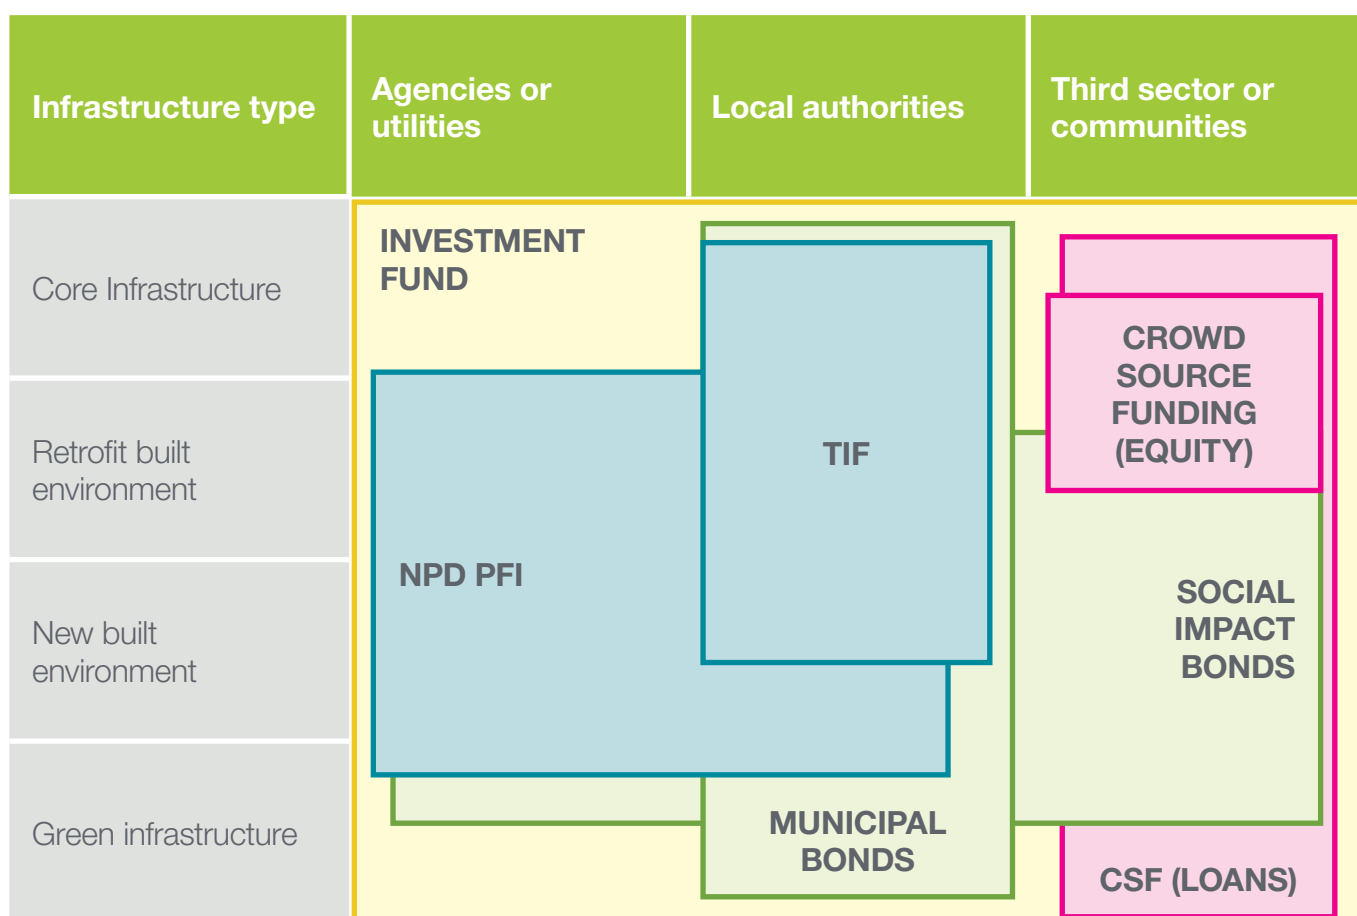 Infrastructure type
Agencies or
utilities
Local authorities
Third sector or
communities
Core Infrastructure
Retrofit built
environment
New built
environment
Green infrastructure
INVESTMENT
FUND
NPD PFI
TIF
MUNICIPAL
BONDS
CROWD
SOURCE
FUNDING
(EQUITY)
SOCIAL
IMPACT
BONDS
CSF (LOANS)